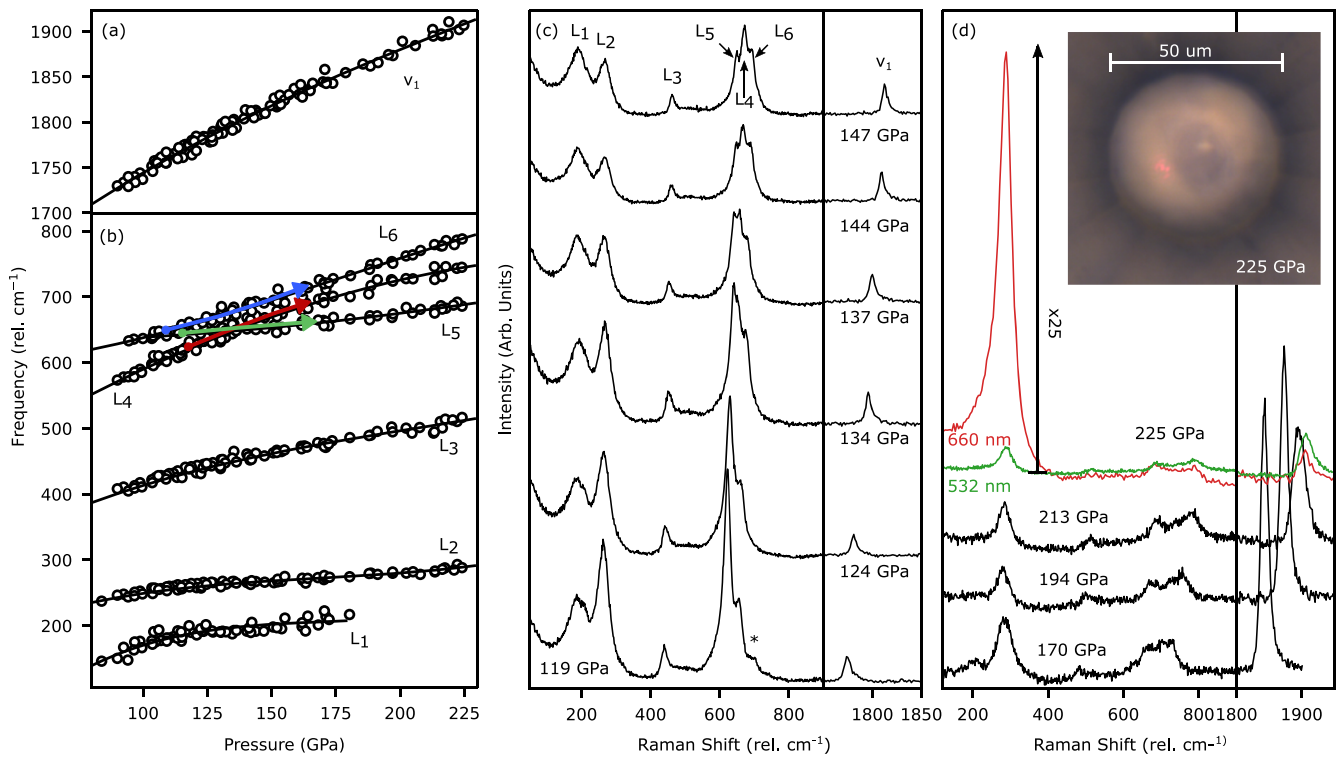 (a)
1900
1850
1800
1750
1700
ν₁
(b)
800
700
600
500
400
300
200
L₆
L₅
L₄
L₃
L₂
L₁
Frequency (rel. cm⁻¹)
100
125
150
175
200
225
Pressure (GPa)
(c)
L₁
L₂
L₃
L₅
L₆
L₄
ν₁
147 GPa
144 GPa
137 GPa
134 GPa
124 GPa
119 GPa
*
Intensity (Arb. Units)
200
400
600
800
1800
1850
Raman Shift (rel. cm⁻¹)
(d)
50 um
225 GPa
x25
660 nm
225 GPa
532 nm
213 GPa
194 GPa
170 GPa
200
400
600
800
1800
1900
Raman Shift (rel. cm⁻¹)